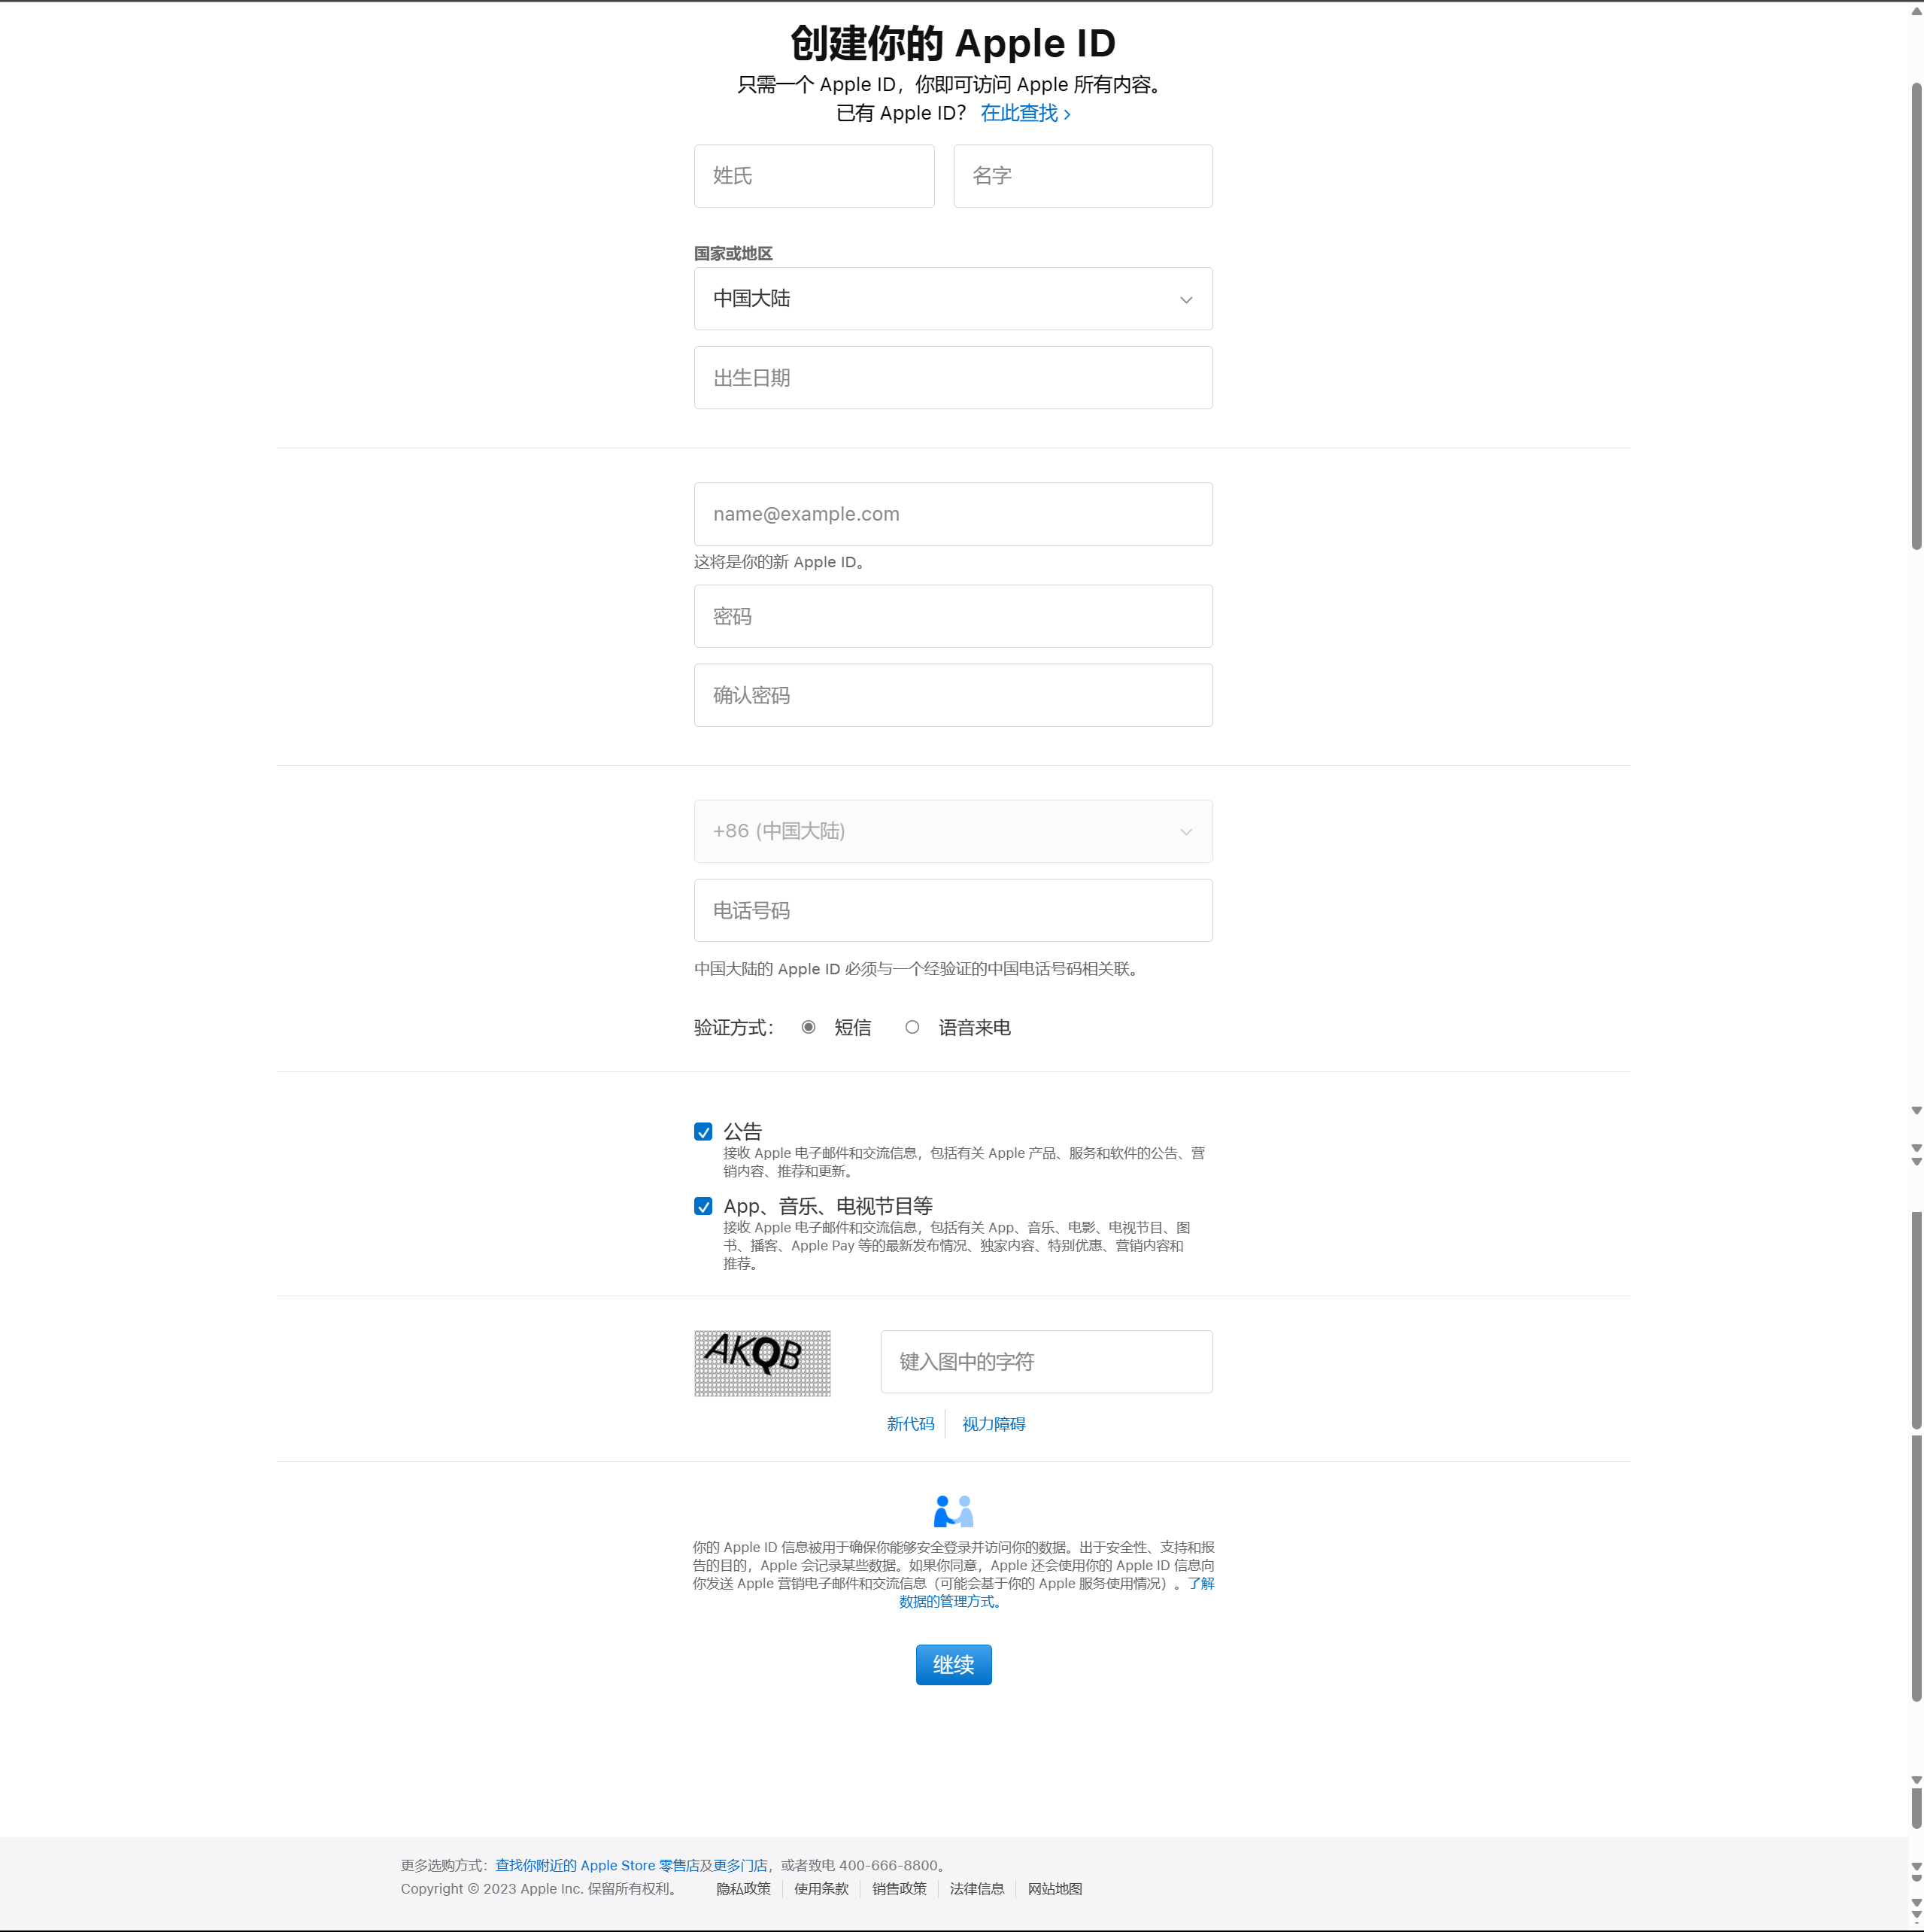 创建你的 Apple ID
只需一个 Apple ID，你即可访问 Apple 所有内容。
已有 Apple ID？ 在此查找 >
姓氏 名字
国家或地区
中国大陆
出生日期
name@example.com
这将是你的新 Apple ID。
密码
确认密码
+86 (中国大陆)
电话号码
中国大陆的 Apple ID 必须与一个经验证的中国电话号码相关联。
验证方式： 短信 语音来电
公告
接收 Apple 电子邮件和交流信息，包括有关 Apple 产品、服务和软件的公告、营
销内容、推荐和更新。
App、音乐、电视节目等
接收 Apple 电子邮件和交流信息，包括有关 App、音乐、电影、电视节目、图
书、播客、Apple Pay 等的最新发布情况、独家内容、特别优惠、营销内容和
推荐。
AKQB 键入图中的字符
新代码 视力障碍
你的 Apple ID 信息被用于确保你能够安全登录并访问你的数据。出于安全性、支持和报
告的目的，Apple 会记录某些数据。如果你同意，Apple 还会使用你的 Apple ID 信息向
你发送 Apple 营销电子邮件和交流信息（可能会基于你的 Apple 服务使用情况）。了解
数据的管理方式。
继续
更多选购方式：查找你附近的 Apple Store 零售店及更多门店，或者致电 400-666-8800。
Copyright © 2023 Apple Inc. 保留所有权利。 隐私政策 使用条款 销售政策 法律信息 网站地图